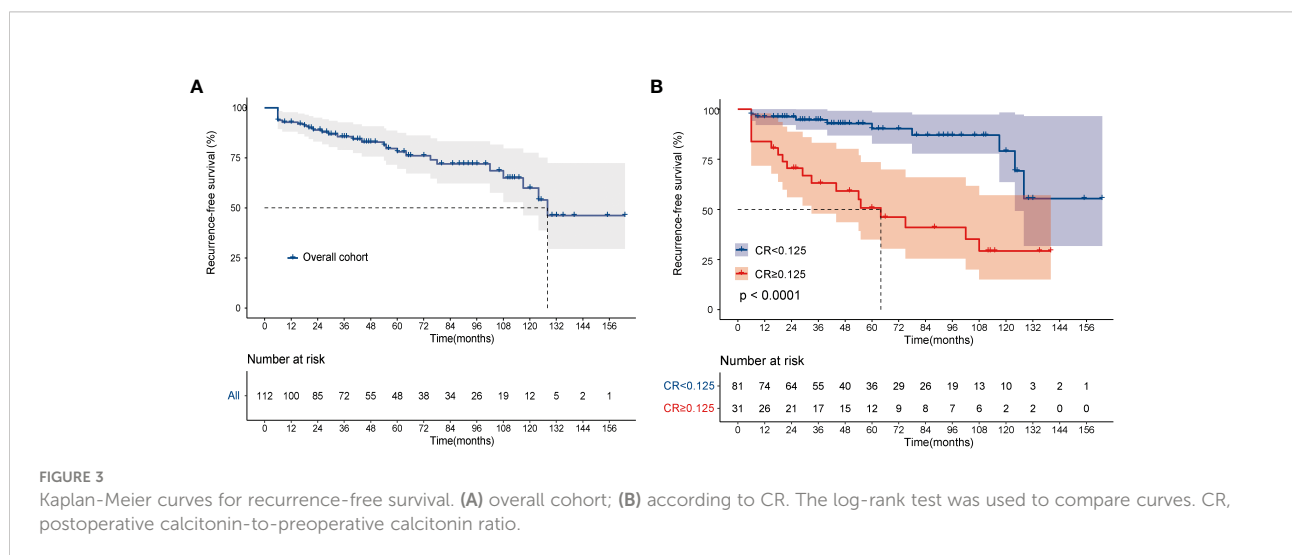 A
Recurrence-free survival (%)
100
75
50
25
0
Overall cohort
0 12 24 36 48 60 72 84 96 108 120 132 144 156
Time(months)
Number at risk
All 112 100 85 72 55 48 38 34 26 19 12 5 2 1
0 12 24 36 48 60 72 84 96 108 120 132 144 156
Time(months)
B
Recurrence-free survival (%)
100
75
50
25
0
CR<0.125
CR≥0.125
p < 0.0001
0 12 24 36 48 60 72 84 96 108 120 132 144 156
Time(months)
Number at risk
CR<0.125 81 74 64 55 40 36 29 26 19 13 10 3 2 1
CR≥0.125 31 26 21 17 15 12 9 8 7 6 2 2 0 0
0 12 24 36 48 60 72 84 96 108 120 132 144 156
Time(months)
FIGURE 3
Kaplan-Meier curves for recurrence-free survival. (A) overall cohort; (B) according to CR. The log-rank test was used to compare curves. CR,
postoperative calcitonin-to-preoperative calcitonin ratio.